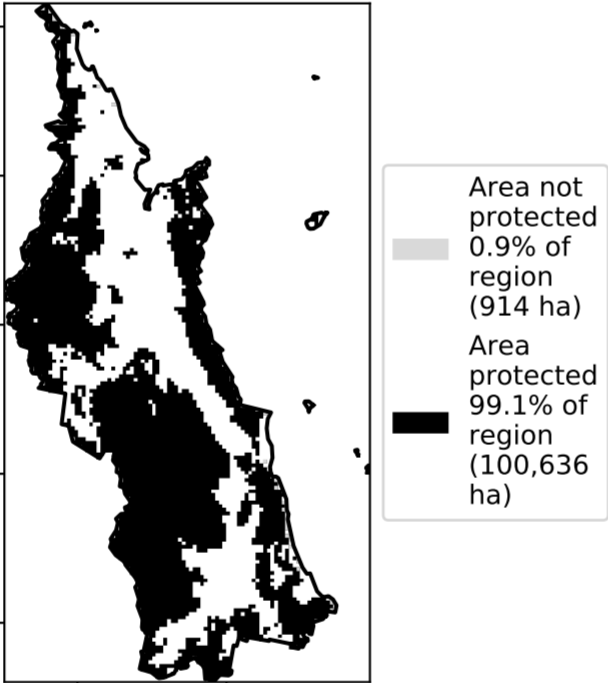 Area not
protected
0.9% of
region
(914 ha)
Area
protected
99.1% of
region
(100,636
ha)